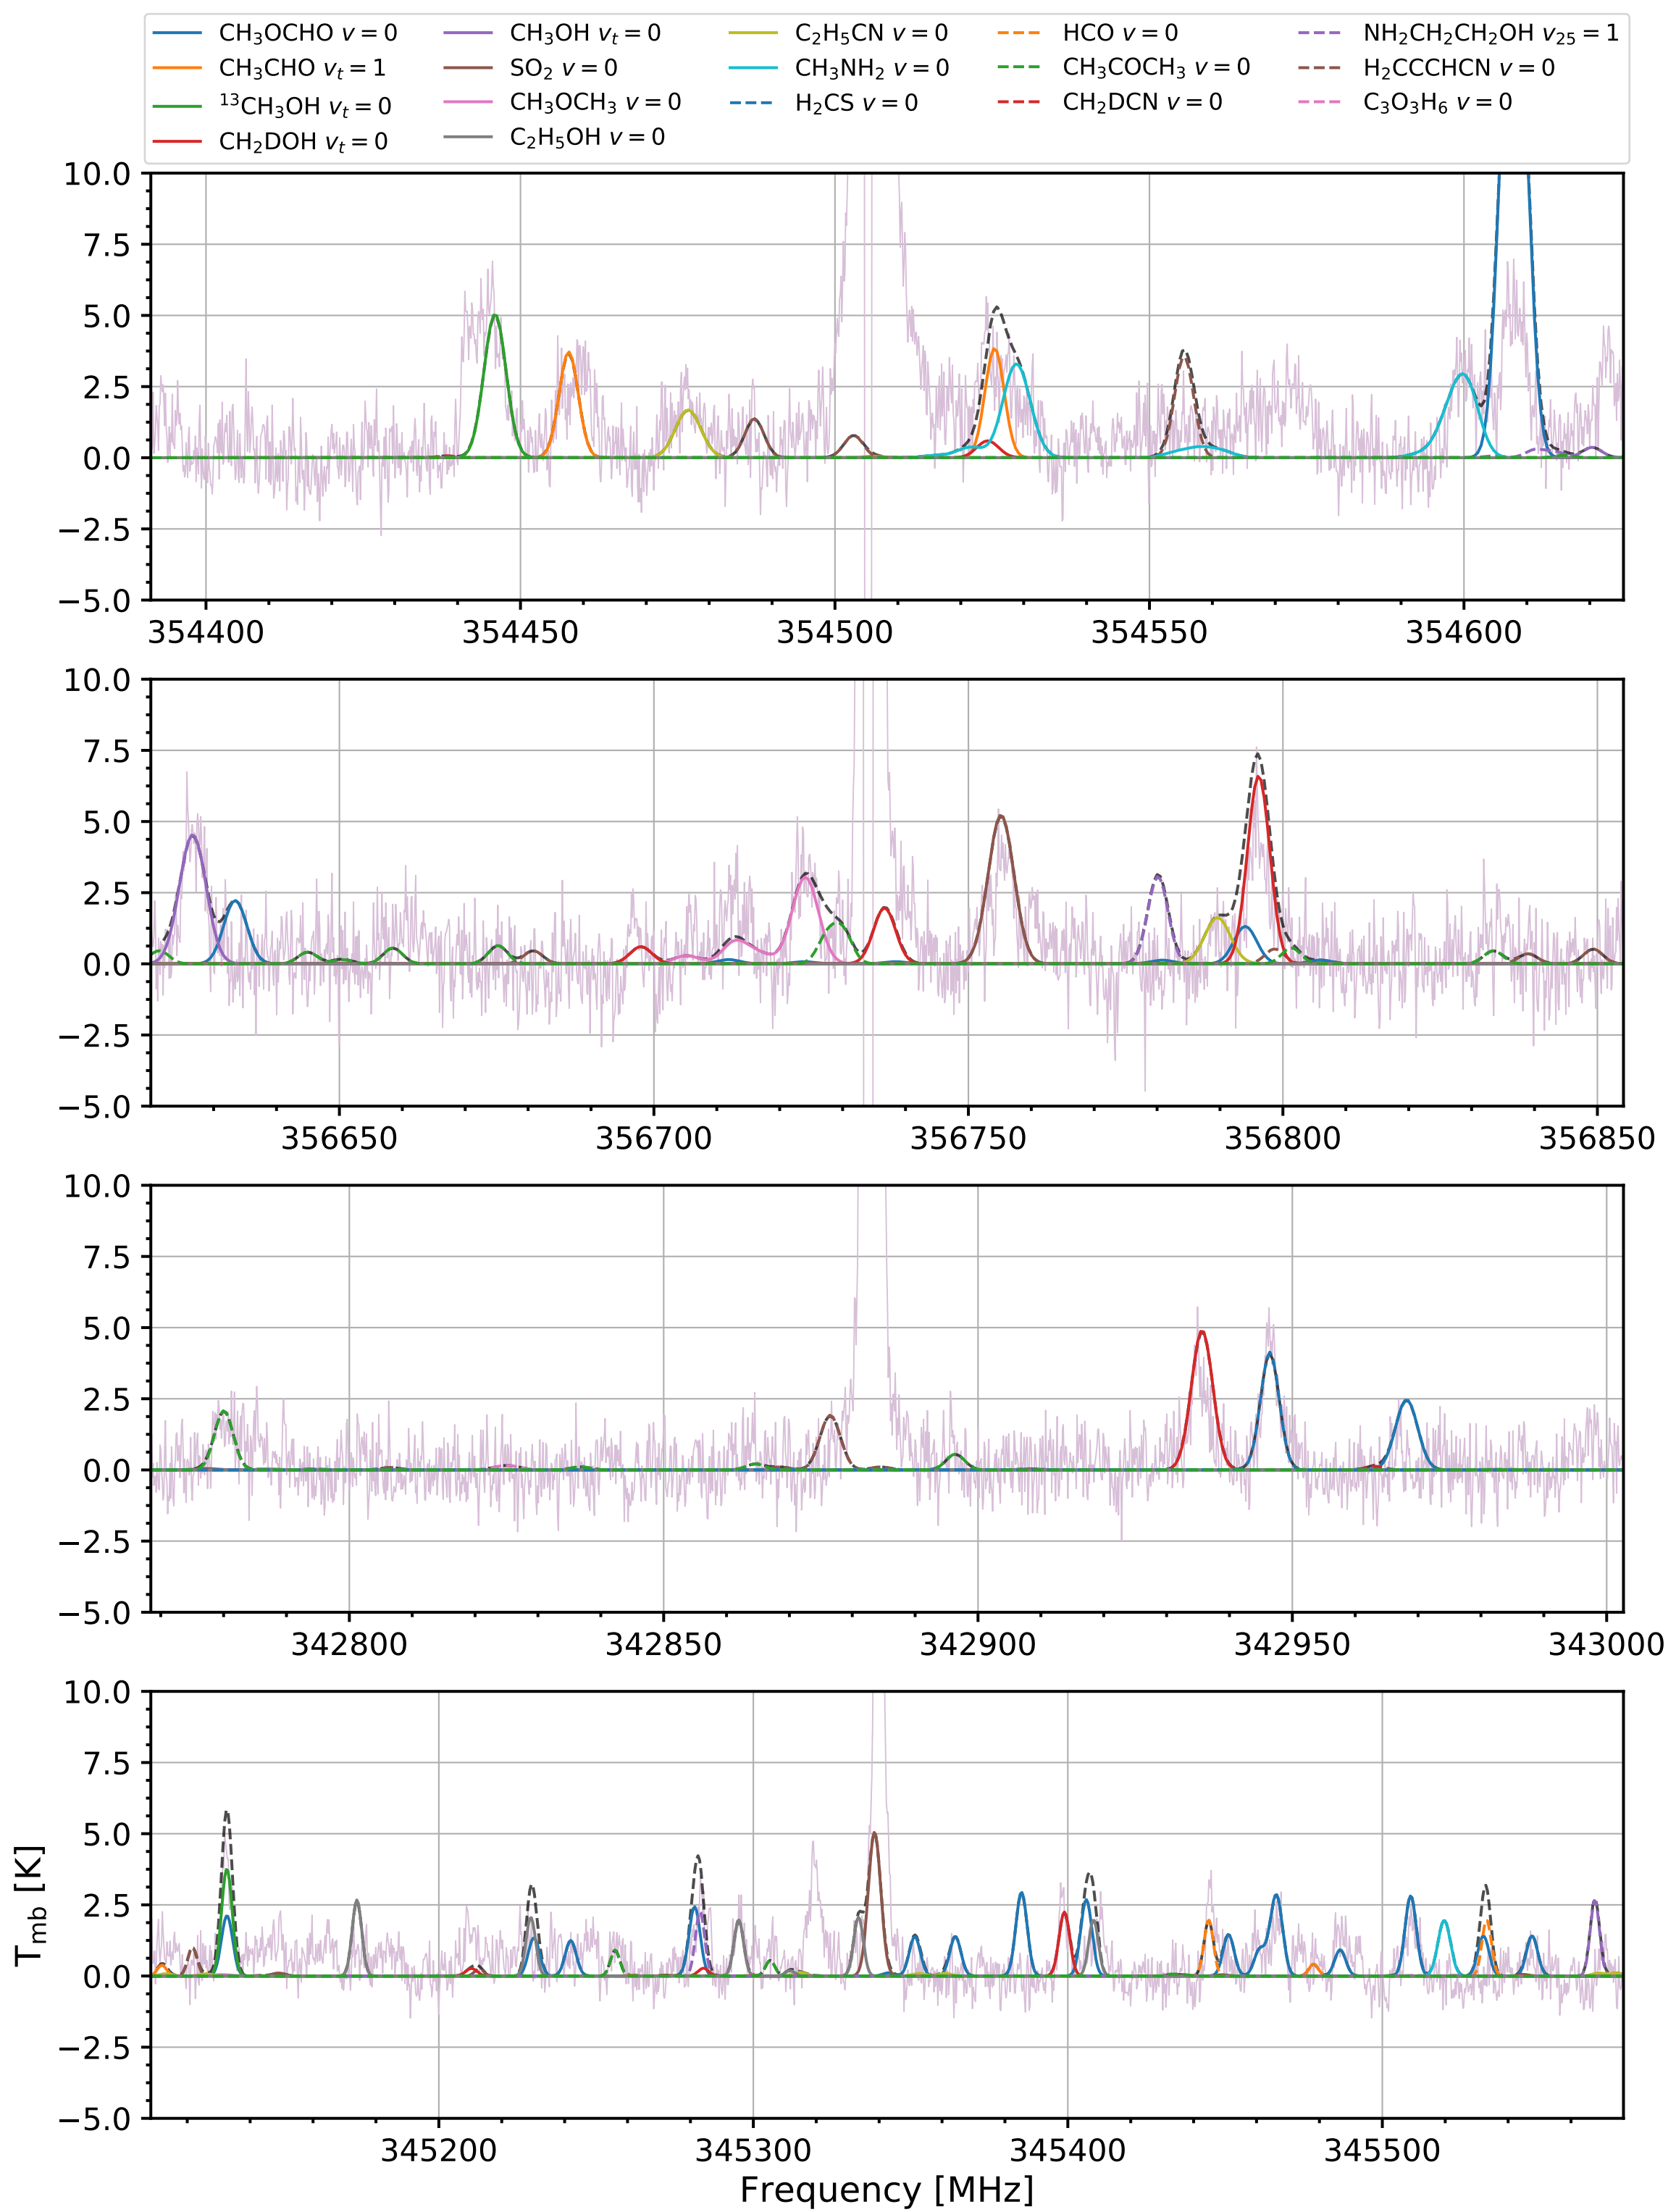 CH₃OCHO v = 0 CH₃OH vₜ = 0 C₂H₅CN v = 0 HCO v = 0 NH₂CH₂CH₂OH v₂₅ = 1
CH₃CHO vₜ = 1 SO₂ v = 0 CH₃NH₂ v = 0 CH₃COCH₃ v = 0 H₂CCCHCN v = 0
¹³CH₃OH vₜ = 0 CH₃OCH₃ v = 0 H₂CS v = 0 CH₂DCN v = 0 C₃O₃H₆ v = 0
CH₂DOH vₜ = 0 C₂H₅OH v = 0
10.0
7.5
5.0
2.5
0.0
−2.5
−5.0
354400 354450 354500 354550 354600
10.0
7.5
5.0
2.5
0.0
−2.5
−5.0
356650 356700 356750 356800 356850
10.0
7.5
5.0
2.5
0.0
−2.5
−5.0
342800 342850 342900 342950 343000
10.0
7.5
5.0
2.5
0.0
−2.5
−5.0
345200 345300 345400 345500
Tmb [K]
Frequency [MHz]